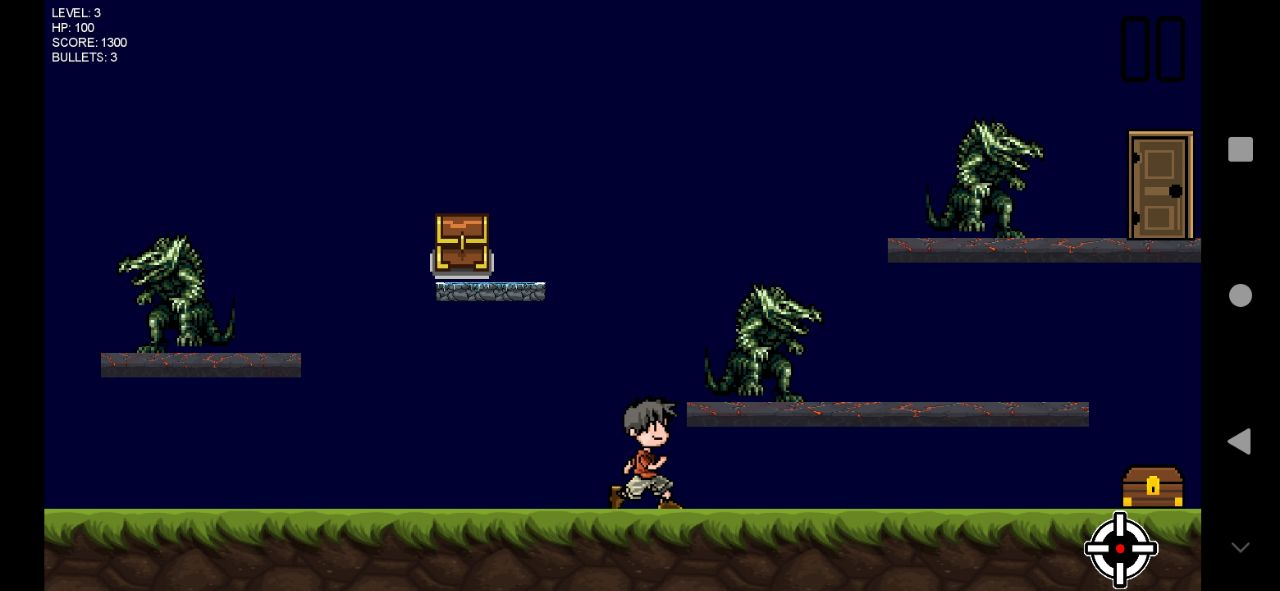 LEVEL: 3
HP: 100
SCORE: 1300
BULLETS: 3